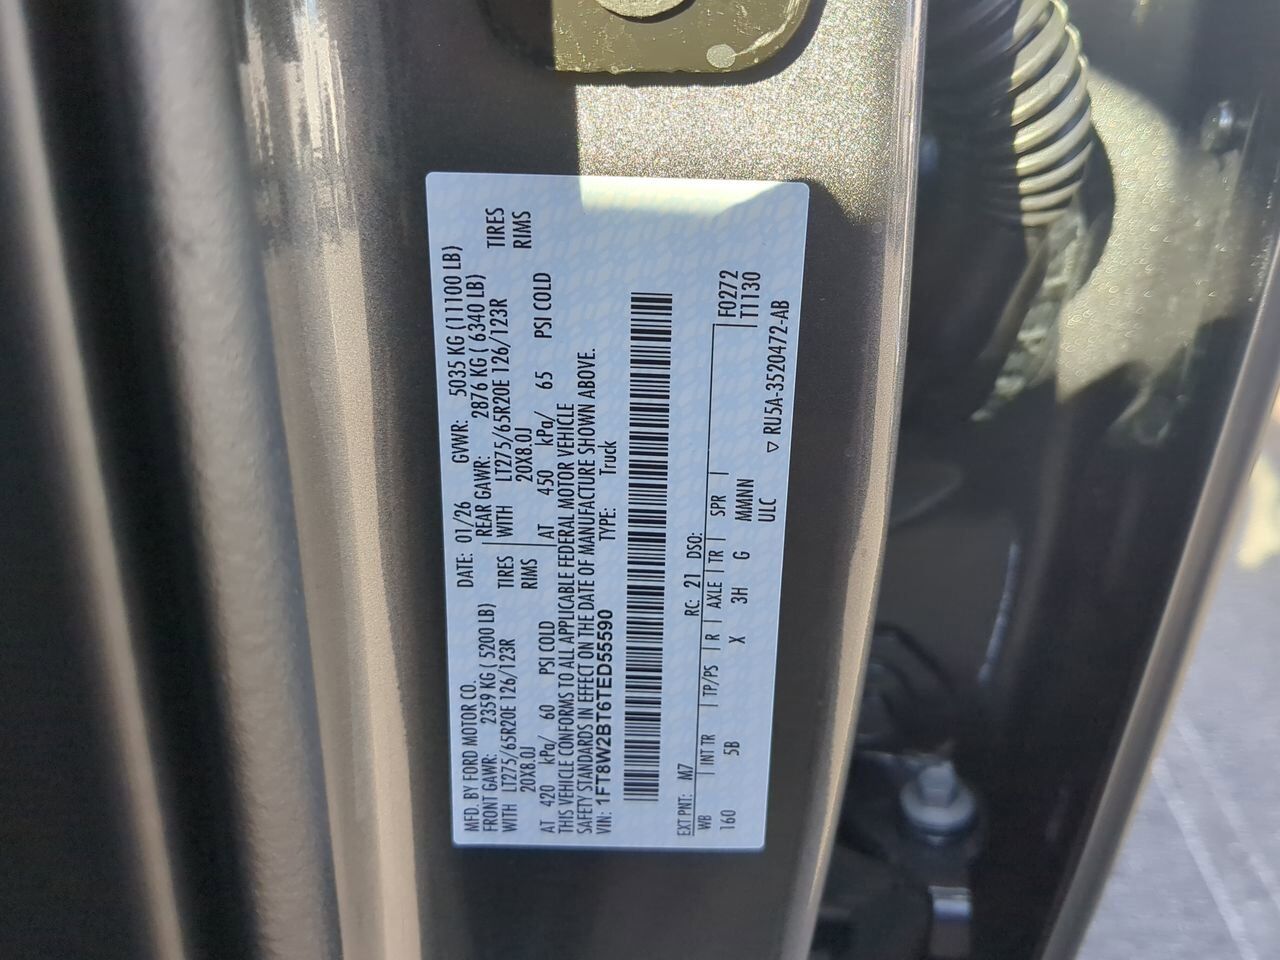 MFD. BY FORD MOTOR CO.
DATE: 01/26 GVWR: 5035 KG (11100 LB)
FRONT GAWR: 2359 KG ( 5200 LB) REAR GAWR: 2876 KG ( 6340 LB)
WITH LT275/65R20E 126/123R TIRES WITH LT275/65R20E 126/123R TIRES
20X8.0J RIMS 20X8.0J RIMS
AT 420 kPa/ 60 PSI COLD AT 450 kPa/ 65 PSI COLD
THIS VEHICLE CONFORMS TO ALL APPLICABLE FEDERAL MOTOR VEHICLE
SAFETY STANDARDS IN EFFECT ON THE DATE OF MANUFACTURE SHOWN ABOVE.
VIN: 1FT8W2BT6TED55590 TYPE: Truck
EXT PNT: M7 RC: 21 DSO: F0272
WB INT TR TP/PS R AXLE TR SPR T1130
160 5B X 3H G MMNN
ULC
▽ RU5A-3520472-AB